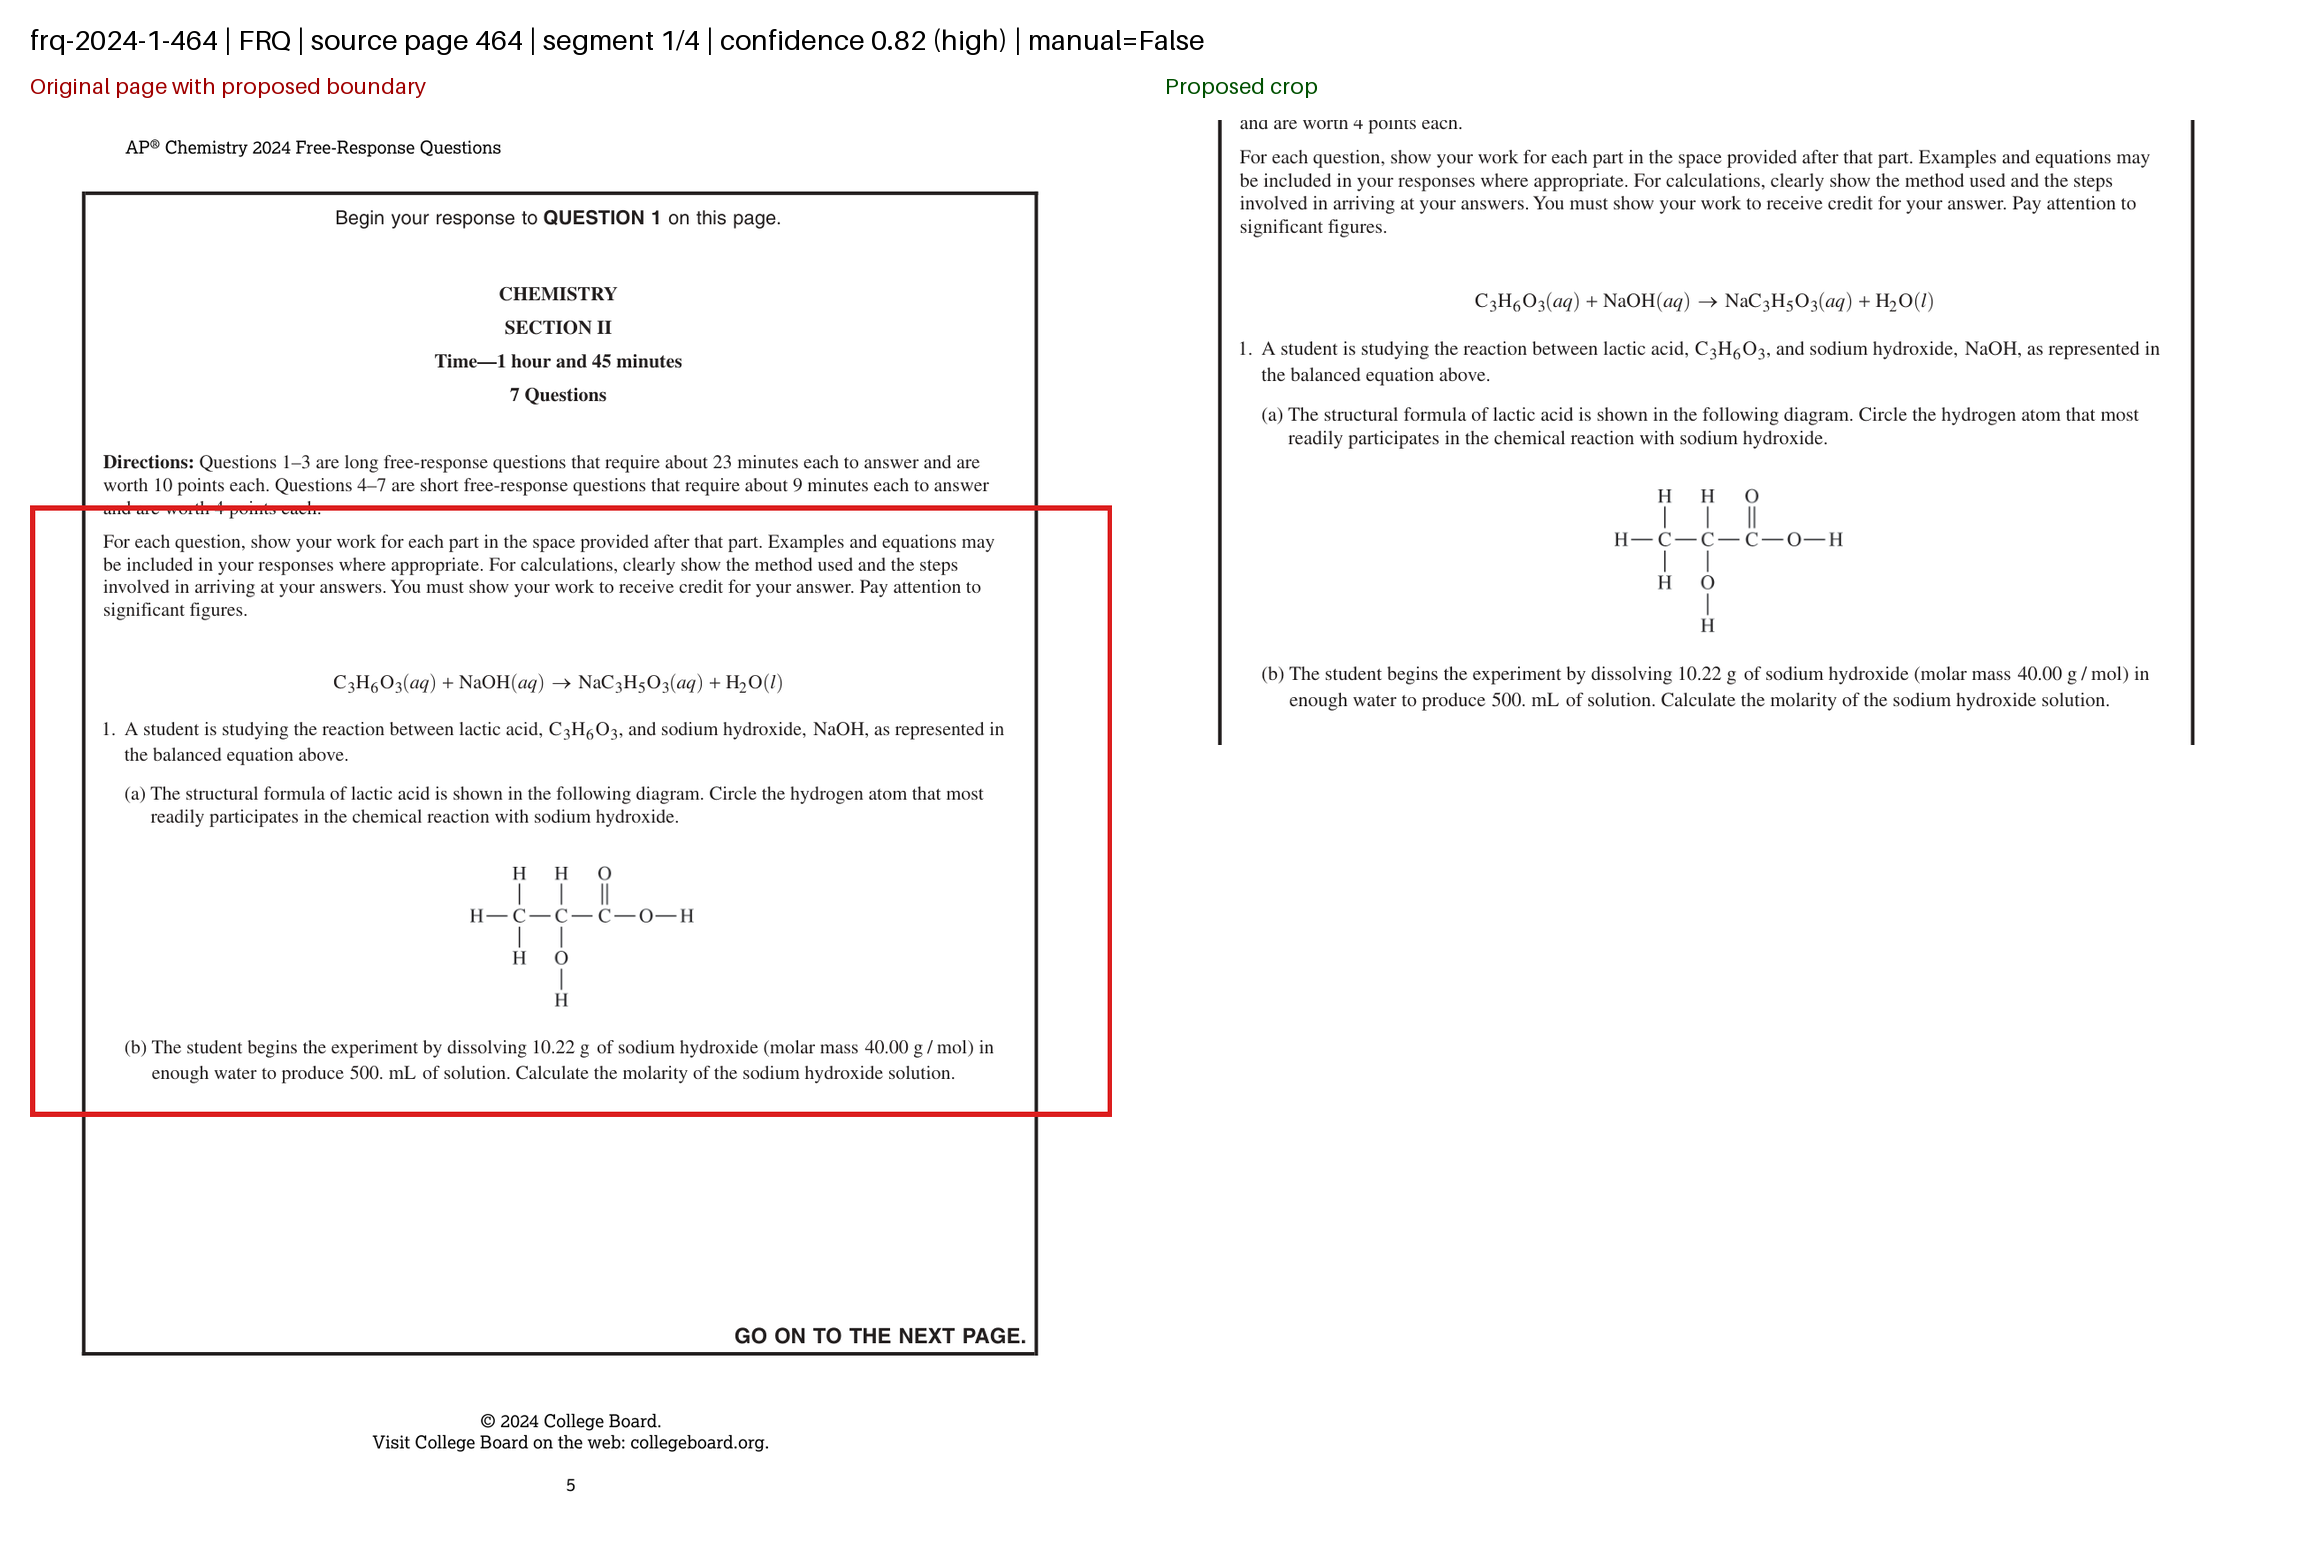 frq-2024-1-464 | FRQ | source page 464 | segment 1/4 | confidence 0.82 (high) | manual=False
Original page with proposed boundary
AP® Chemistry 2024 Free-Response Questions
Begin your response to QUESTION 1 on this page.
CHEMISTRY
SECTION II
Time—1 hour and 45 minutes
7 Questions
Directions: Questions 1–3 are long free-response questions that require about 23 minutes each to answer and are
worth 10 points each. Questions 4–7 are short free-response questions that require about 9 minutes each to answer
and are worth 4 points each.
For each question, show your work for each part in the space provided after that part. Examples and equations may
be included in your responses where appropriate. For calculations, clearly show the method used and the steps
involved in arriving at your answers. You must show your work to receive credit for your answer. Pay attention to
significant figures.
C₃H₆O₃(aq) + NaOH(aq) → NaC₃H₅O₃(aq) + H₂O(l)
1. A student is studying the reaction between lactic acid, C₃H₆O₃, and sodium hydroxide, NaOH, as represented in
the balanced equation above.
(a) The structural formula of lactic acid is shown in the following diagram. Circle the hydrogen atom that most
readily participates in the chemical reaction with sodium hydroxide.
H H O
H—C—C—C—O—H
H O
H
(b) The student begins the experiment by dissolving 10.22 g of sodium hydroxide (molar mass 40.00 g / mol) in
enough water to produce 500. mL of solution. Calculate the molarity of the sodium hydroxide solution.
GO ON TO THE NEXT PAGE.
© 2024 College Board.
Visit College Board on the web: collegeboard.org.
5
Proposed crop
and are worth 4 points each.
For each question, show your work for each part in the space provided after that part. Examples and equations may
be included in your responses where appropriate. For calculations, clearly show the method used and the steps
involved in arriving at your answers. You must show your work to receive credit for your answer. Pay attention to
significant figures.
C₃H₆O₃(aq) + NaOH(aq) → NaC₃H₅O₃(aq) + H₂O(l)
1. A student is studying the reaction between lactic acid, C₃H₆O₃, and sodium hydroxide, NaOH, as represented in
the balanced equation above.
(a) The structural formula of lactic acid is shown in the following diagram. Circle the hydrogen atom that most
readily participates in the chemical reaction with sodium hydroxide.
H H O
H—C—C—C—O—H
H O
H
(b) The student begins the experiment by dissolving 10.22 g of sodium hydroxide (molar mass 40.00 g / mol) in
enough water to produce 500. mL of solution. Calculate the molarity of the sodium hydroxide solution.